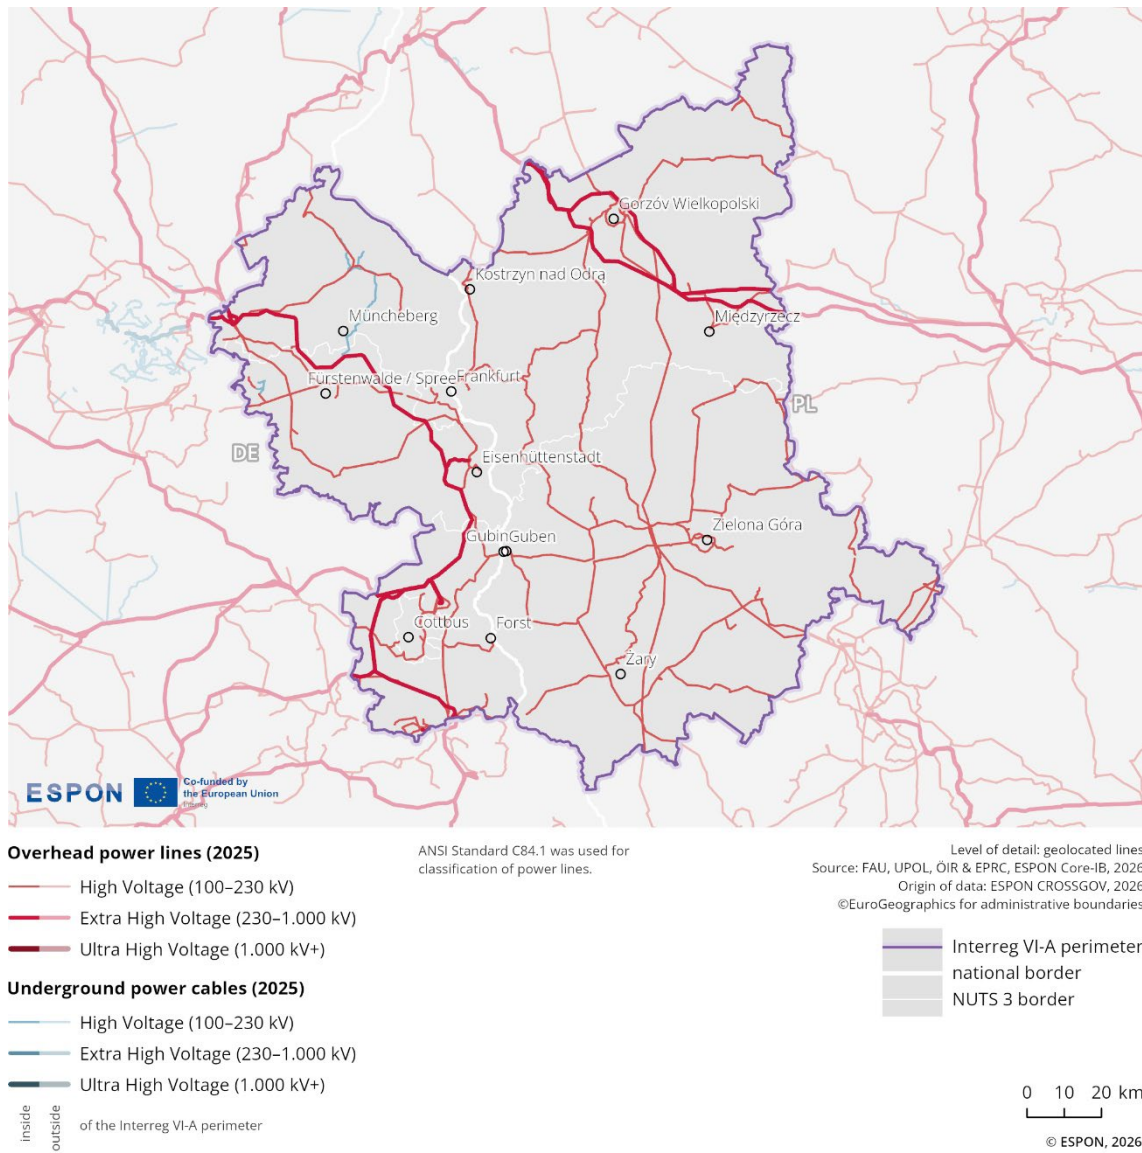 Gorzóv Wielkopolski
Kostrzyn nad Odrą
Müncheberg
Międzyrzecz
Fürstenwalde / Spree
Frankfurt
PL
DE
Eisenhüttenstadt
Zielona Góra
Gubin
Guben
Cottbus
Forst
Żary
ESPON
Co-funded by
the European Union
Interreg
Overhead power lines (2025)
High Voltage (100–230 kV)
Extra High Voltage (230–1.000 kV)
Ultra High Voltage (1.000 kV+)
Underground power cables (2025)
High Voltage (100–230 kV)
Extra High Voltage (230–1.000 kV)
Ultra High Voltage (1.000 kV+)
inside
outside
of the Interreg VI-A perimeter
ANSI Standard C84.1 was used for
classification of power lines.
Level of detail: geolocated lines
Source: FAU, UPOL, ÖIR & EPRC, ESPON Core-IB, 2026
Origin of data: ESPON CROSSGOV, 2026
©EuroGeographics for administrative boundaries
Interreg VI-A perimeter
national border
NUTS 3 border
0 10 20 km
© ESPON, 2026